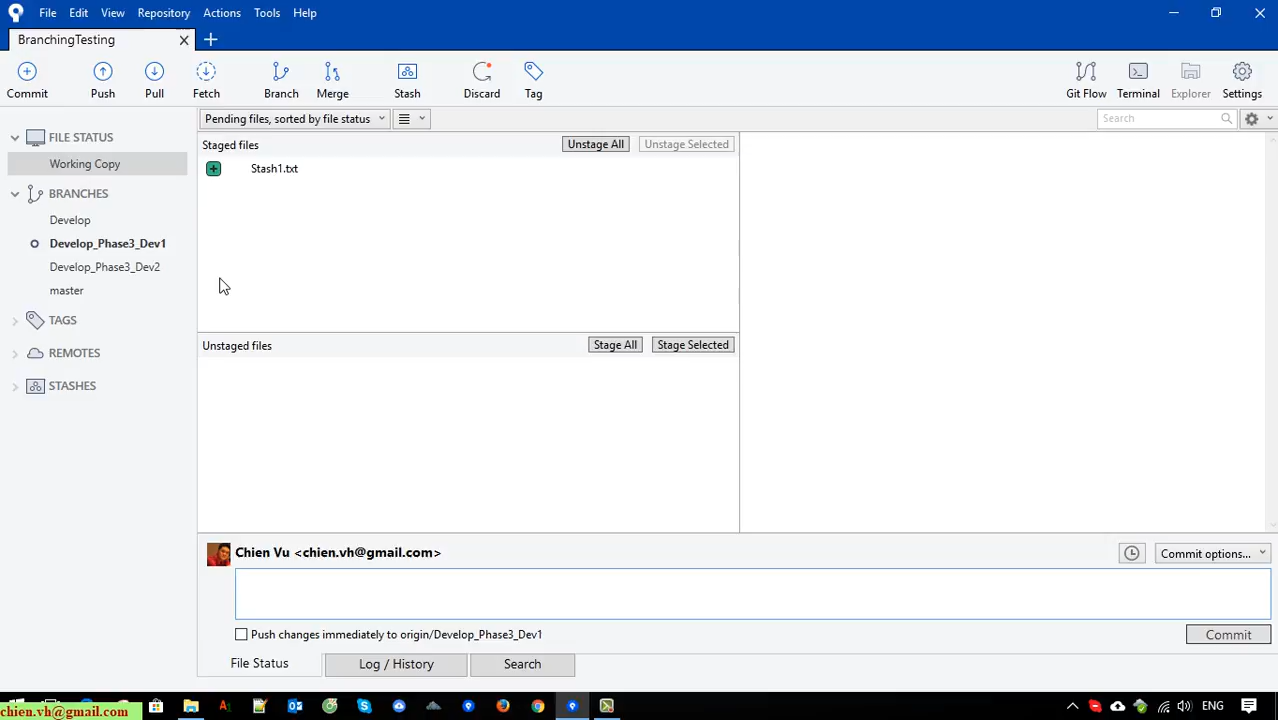 File Edit View Repository Actions Tools Help
BranchingTesting
Commit Push Pull Fetch Branch Merge Stash Discard Tag Git Flow Terminal Explorer Settings
Pending files, sorted by file status Search
FILE STATUS
Working Copy
BRANCHES
Develop
Develop_Phase3_Dev1
Develop_Phase3_Dev2
master
TAGS
REMOTES
STASHES
Staged files Unstage All Unstage Selected
Stash1.txt
Unstaged files Stage All Stage Selected
Chien Vu <chien.vh@gmail.com> Commit options...
Push changes immediately to origin/Develop_Phase3_Dev1 Commit
File Status Log / History Search
chien.vh@gmail.com ENG